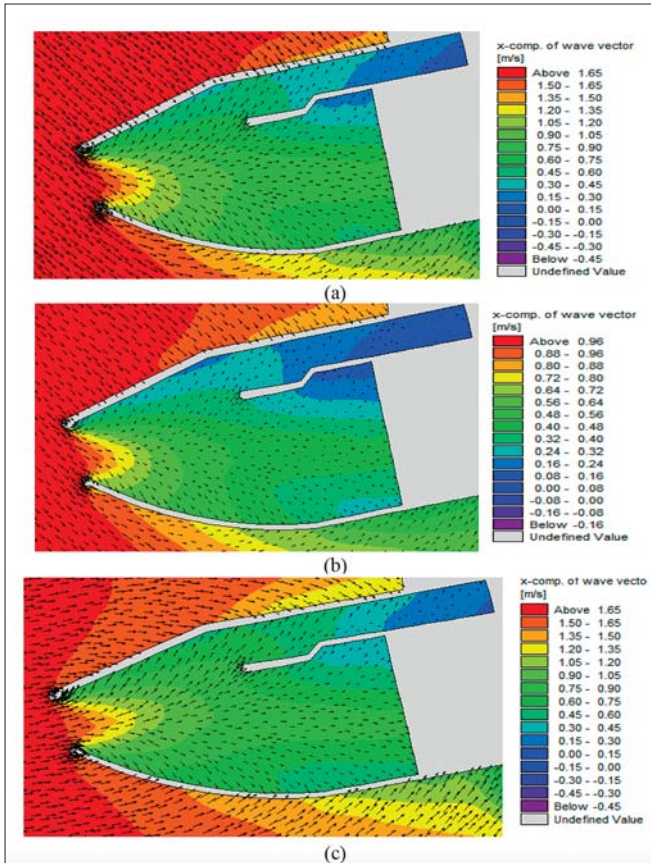 x-comp. of wave vector
[m/s]
Above 1.65
1.50 - 1.65
1.35 - 1.50
1.20 - 1.35
1.05 - 1.20
0.90 - 1.05
0.75 - 0.90
0.60 - 0.75
0.45 - 0.60
0.30 - 0.45
0.15 - 0.30
0.00 - 0.15
-0.15 - 0.00
-0.30 - -0.15
-0.45 - -0.30
Below -0.45
Undefined Value
(a)
x-comp. of wave vector
[m/s]
Above 0.96
0.88 - 0.96
0.80 - 0.88
0.72 - 0.80
0.64 - 0.72
0.56 - 0.64
0.48 - 0.56
0.40 - 0.48
0.32 - 0.40
0.24 - 0.32
0.16 - 0.24
0.08 - 0.16
0.00 - 0.08
-0.08 - 0.00
-0.16 - -0.08
Below -0.16
Undefined Value
(b)
x-comp. of wave vecto
[m/s]
Above 1.65
1.50 - 1.65
1.35 - 1.50
1.20 - 1.35
1.05 - 1.20
0.90 - 1.05
0.75 - 0.90
0.60 - 0.75
0.45 - 0.60
0.30 - 0.45
0.15 - 0.30
0.00 - 0.15
-0.15 - 0.00
-0.30 - -0.15
-0.45 - -0.30
Below -0.45
Undefined Value
(c)